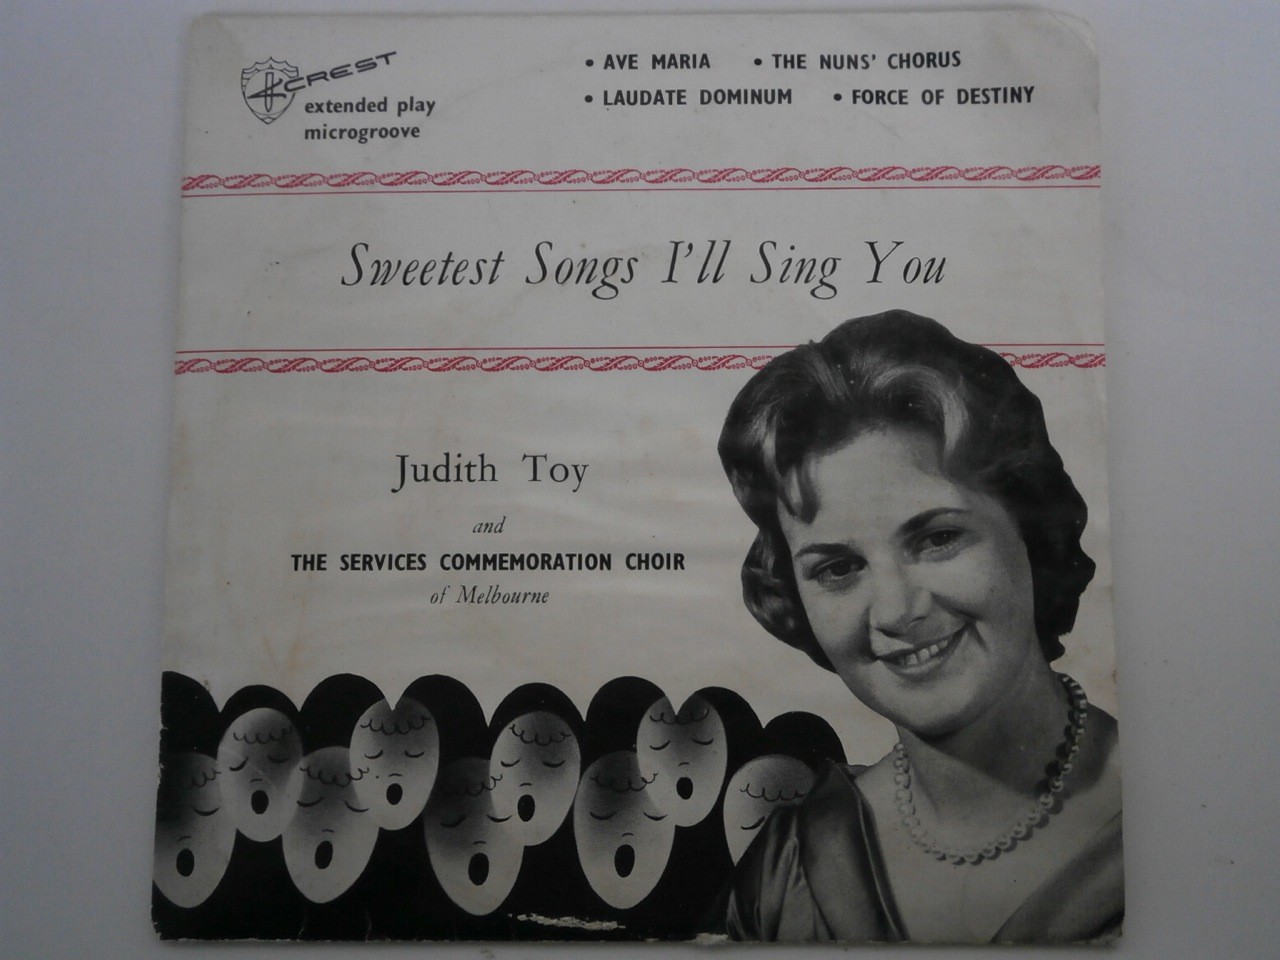 CREST
extended play
microgroove
• AVE MARIA • THE NUNS' CHORUS
• LAUDATE DOMINUM • FORCE OF DESTINY
Sweetest Songs I'll Sing You
Judith Toy
and
THE SERVICES COMMEMORATION CHOIR
of Melbourne